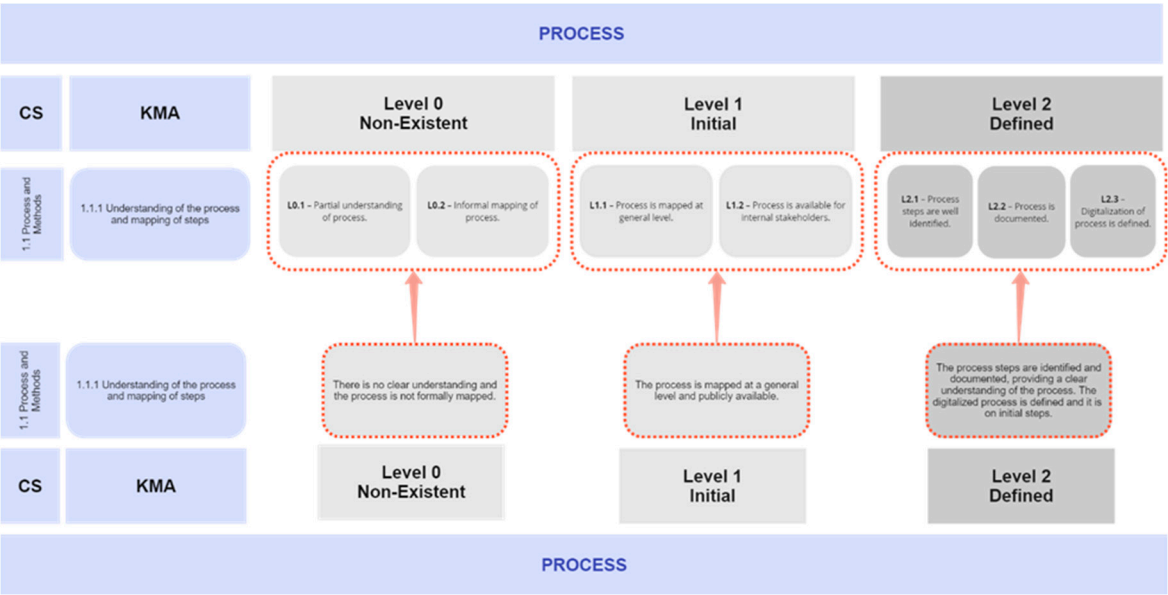 PROCESS
CS
KMA
Level 0
Non-Existent
Level 1
Initial
Level 2
Defined
1.1 Process and
Methods
1.1.1 Understanding of the process
and mapping of steps
L0.1 – Partial understanding
of process.
L0.2 – Informal mapping of
process.
L1.1 – Process is mapped at
general level.
L1.2 – Process is available for
internal stakeholders.
L2.1 – Process
steps are well
identified.
L2.2 – Process is
documented.
L2.3 –
Digitalization of
process is defined.
1.1 Process and
Methods
1.1.1 Understanding of the process
and mapping of steps
There is no clear understanding and
the process is not formally mapped.
The process is mapped at a general
level and publicly available.
The process steps are identified and
documented, providing a clear
understanding of the process. The
digitalized process is defined and it is
on initial steps.
CS
KMA
Level 0
Non-Existent
Level 1
Initial
Level 2
Defined
PROCESS